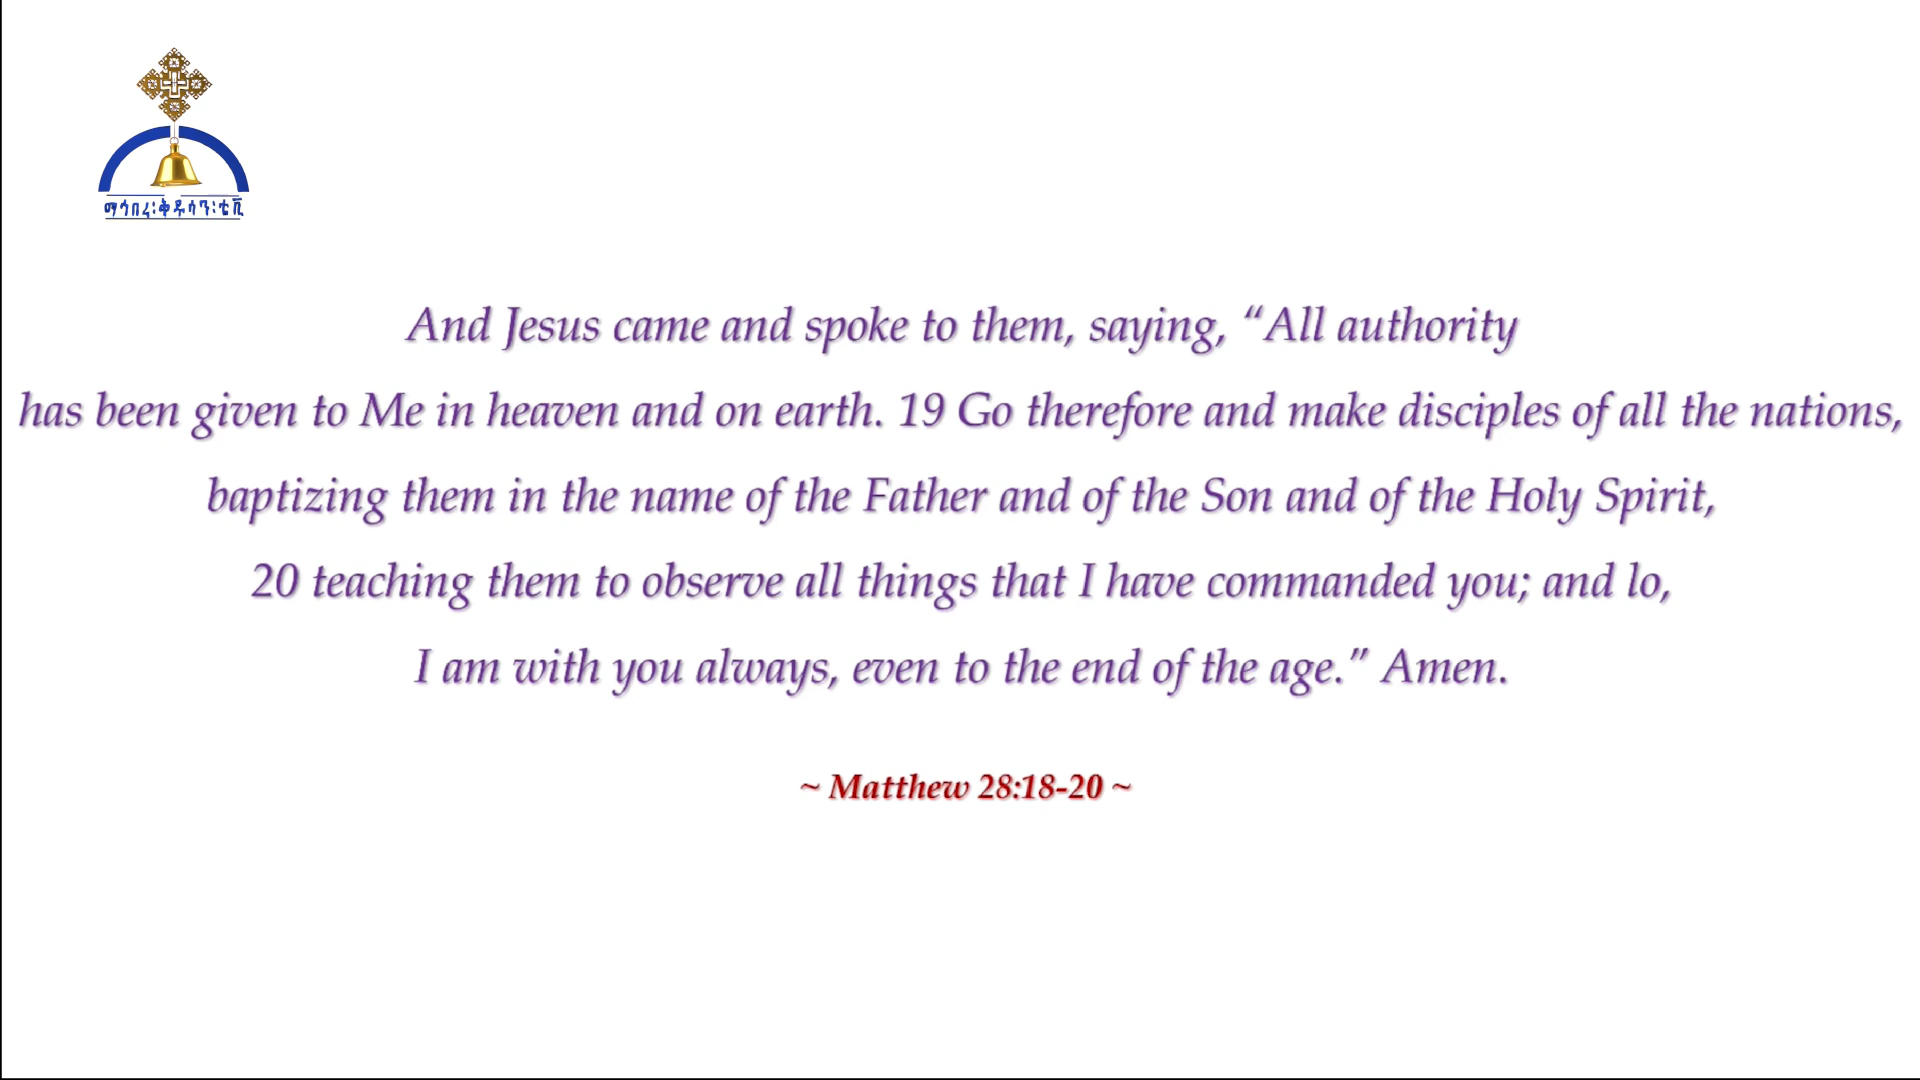 ማኅበረ፡ቅዱሳን፡ቲቪ
And Jesus came and spoke to them, saying, “All authority
has been given to Me in heaven and on earth. 19 Go therefore and make disciples of all the nations,
baptizing them in the name of the Father and of the Son and of the Holy Spirit,
20 teaching them to observe all things that I have commanded you; and lo,
I am with you always, even to the end of the age.” Amen.
~ Matthew 28:18-20 ~